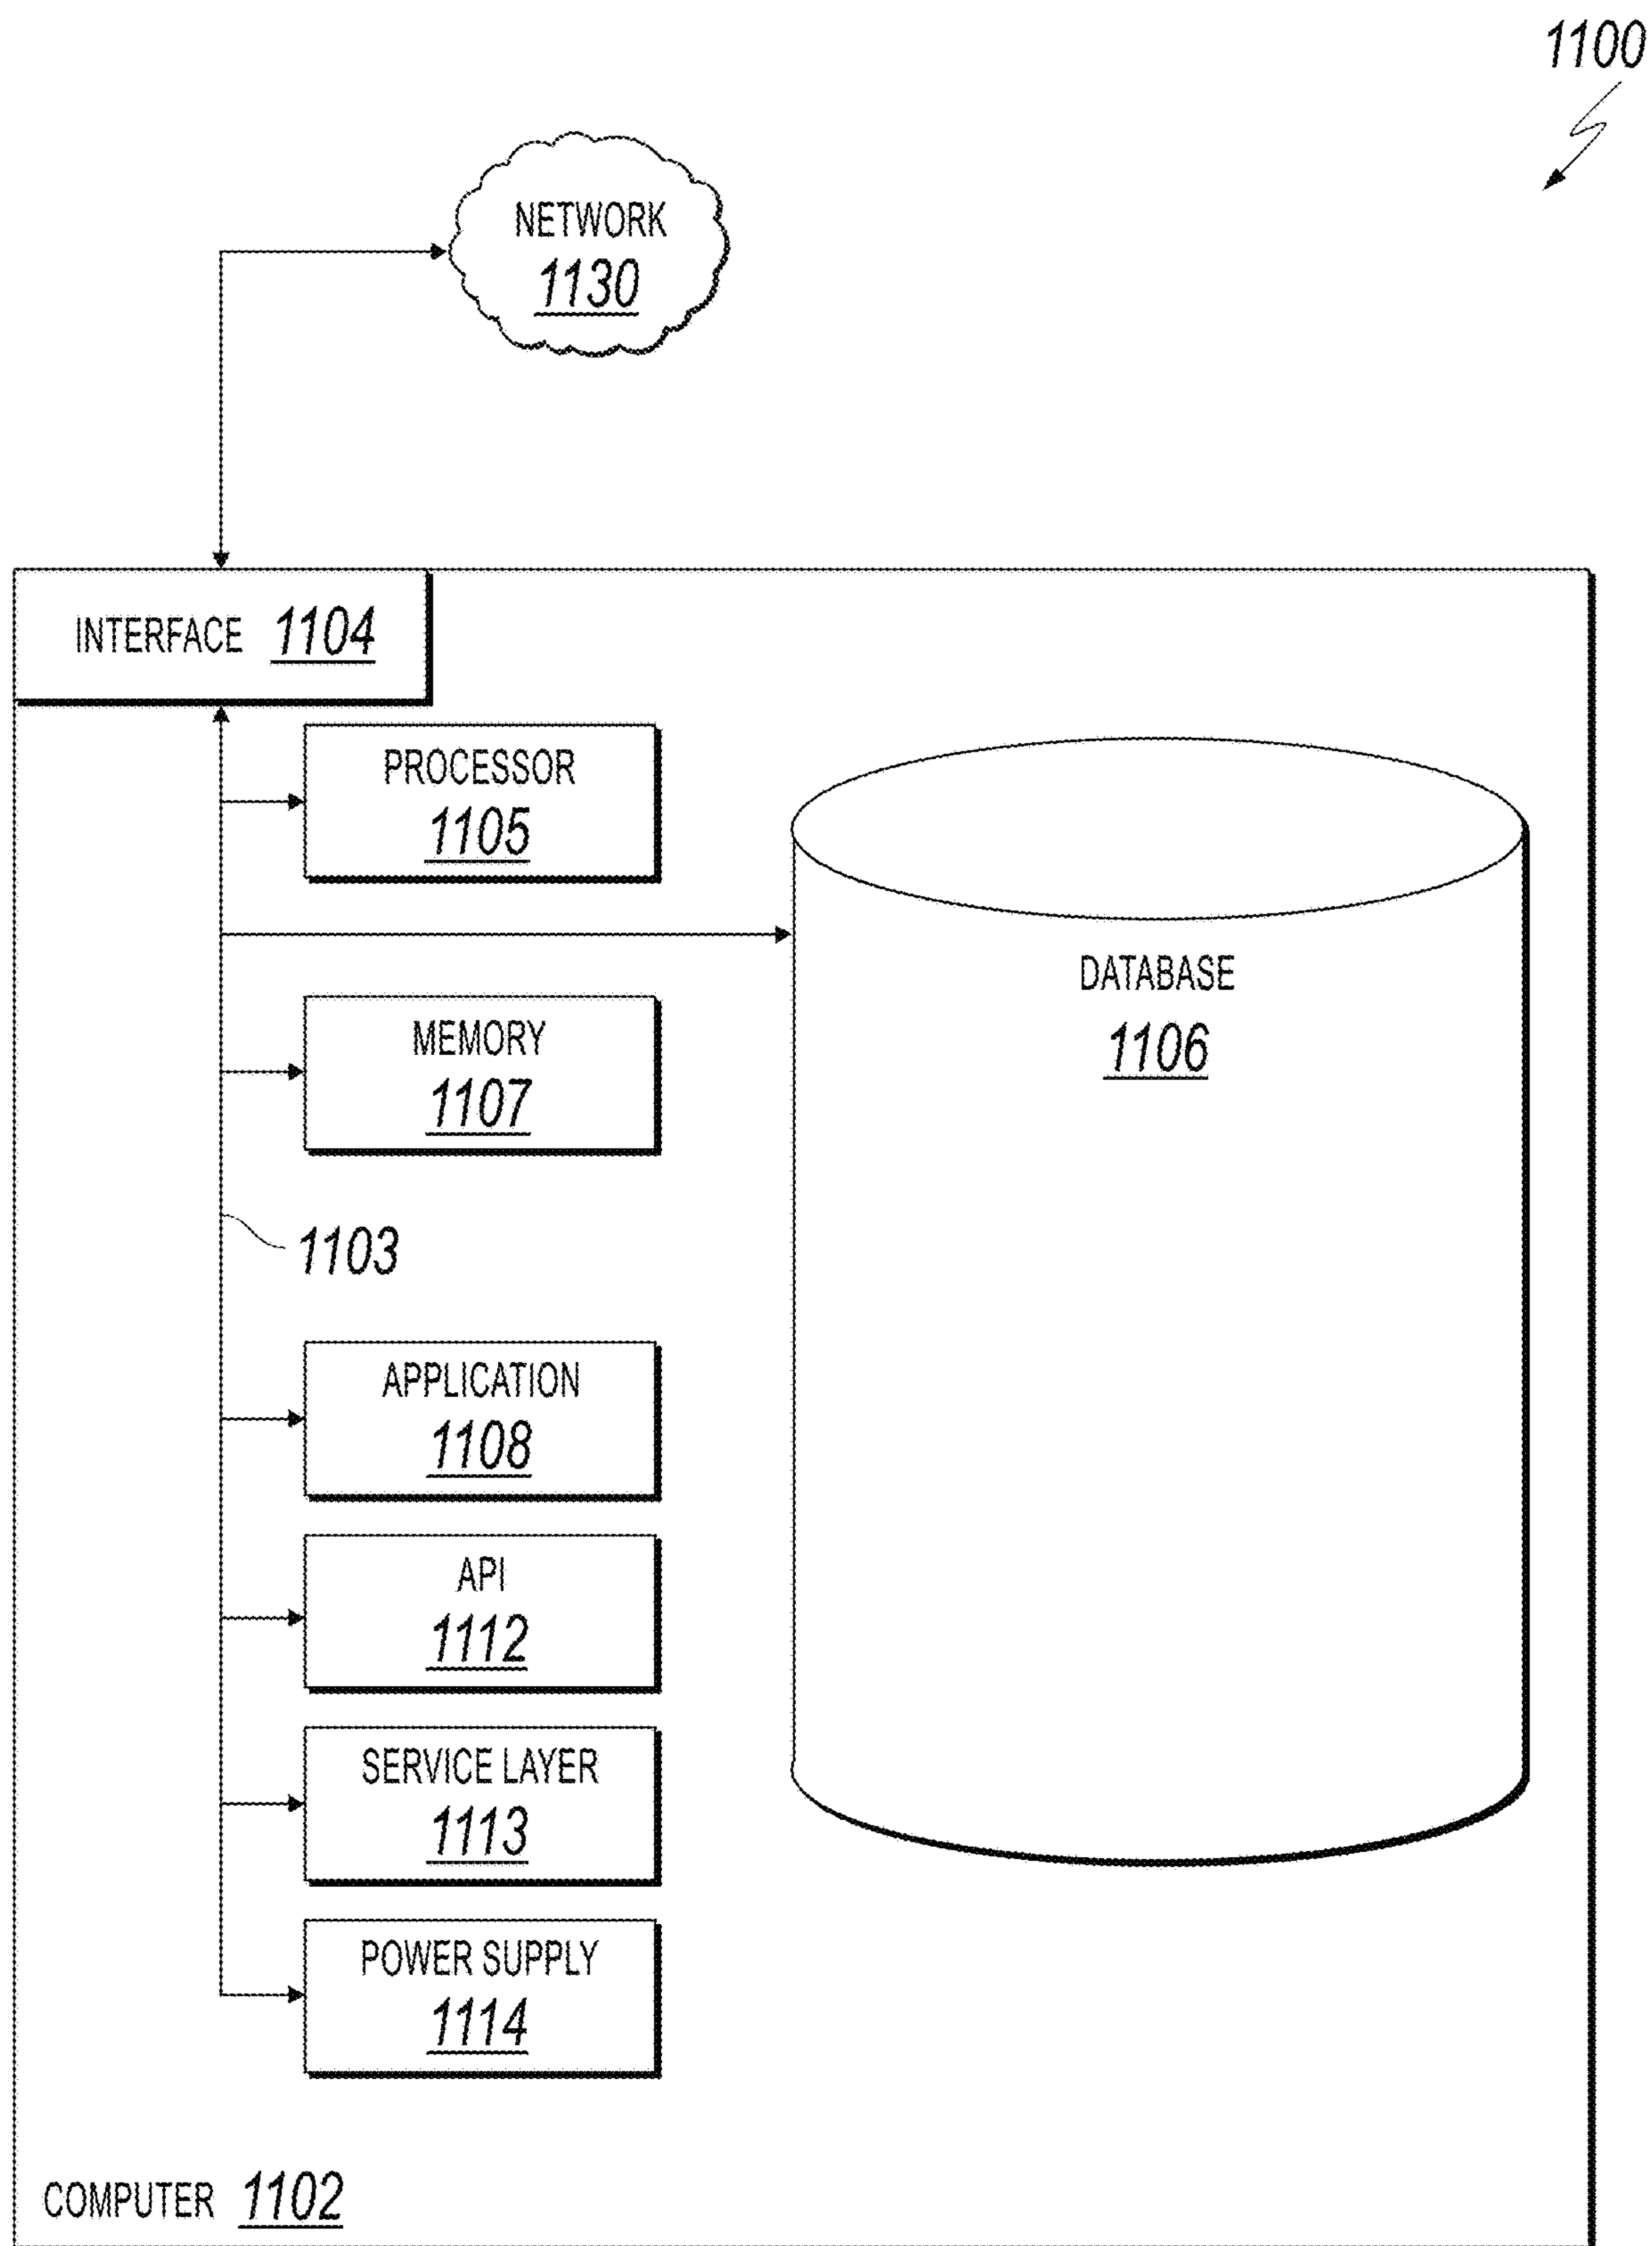 1100
NETWORK
1130
INTERFACE 1104
PROCESSOR
1105
DATABASE
1106
MEMORY
1107
1103
APPLICATION
1108
API
1112
SERVICE LAYER
1113
POWER SUPPLY
1114
COMPUTER 1102